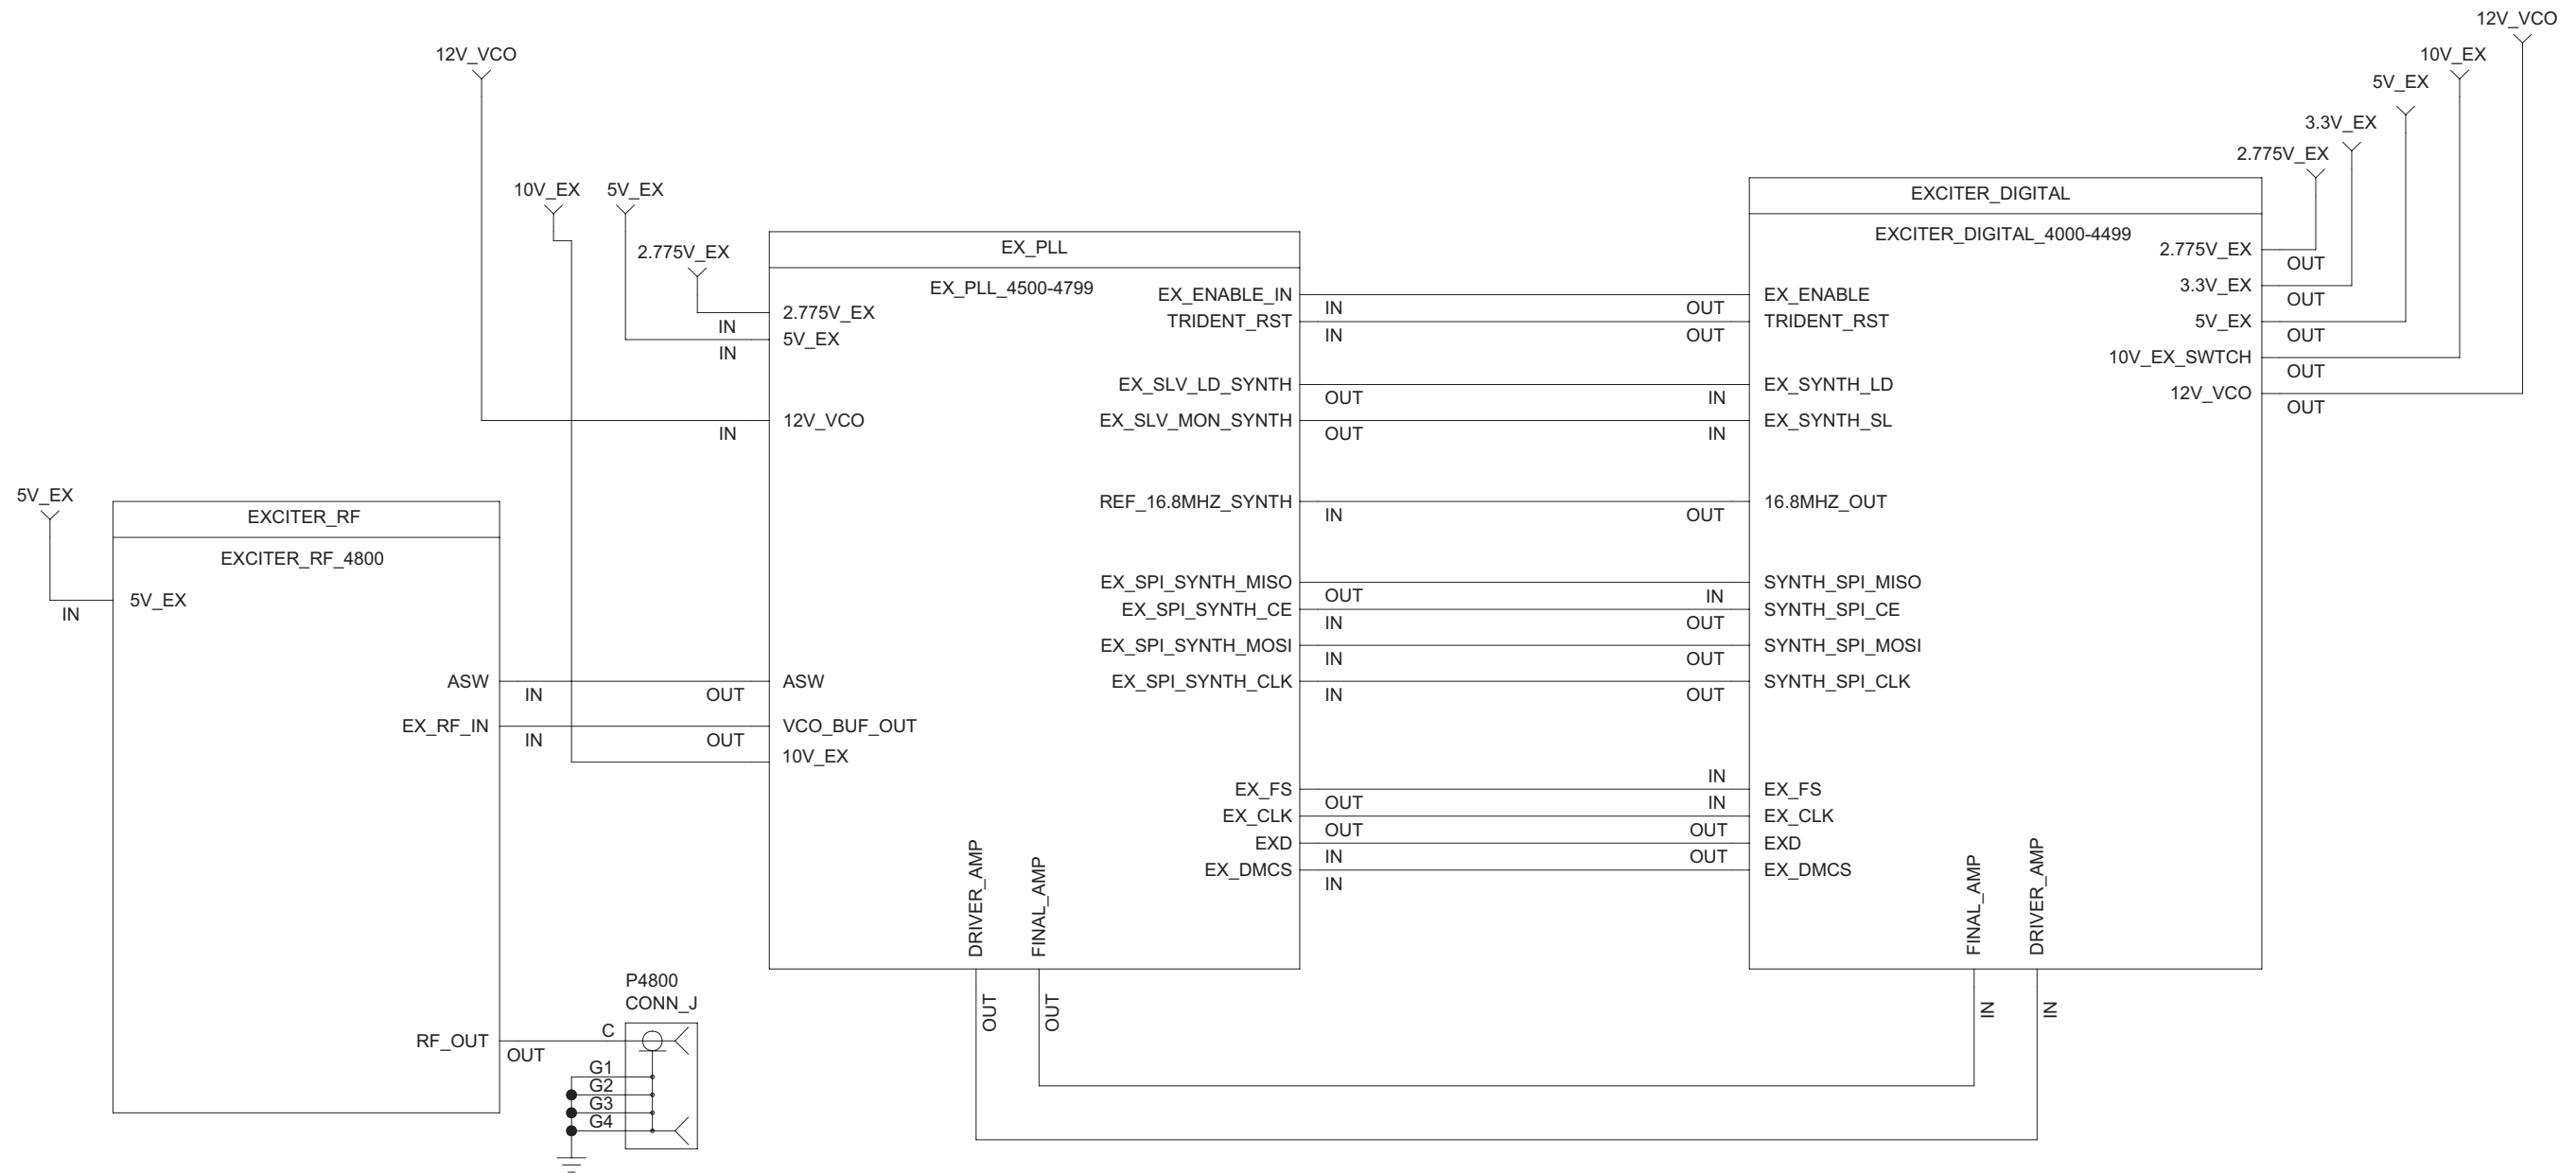 12V_VCO
12V_VCO
10V_EX
5V_EX
3.3V_EX
2.775V_EX
10V_EX
5V_EX
2.775V_EX
5V_EX
EXCITER_RF
EXCITER_RF_4800
5V_EX
IN
ASW
IN
OUT
EX_RF_IN
IN
OUT
RF_OUT
OUT
P4800
CONN_J
C
G1
G2
G3
G4
EX_PLL
EX_PLL_4500-4799
2.775V_EX
IN
5V_EX
IN
12V_VCO
IN
ASW
VCO_BUF_OUT
10V_EX
EX_ENABLE_IN
IN
TRIDENT_RST
IN
EX_SLV_LD_SYNTH
OUT
EX_SLV_MON_SYNTH
OUT
REF_16.8MHZ_SYNTH
IN
EX_SPI_SYNTH_MISO
OUT
EX_SPI_SYNTH_CE
IN
EX_SPI_SYNTH_MOSI
IN
EX_SPI_SYNTH_CLK
IN
EX_FS
OUT
EX_CLK
OUT
EXD
IN
EX_DMCS
IN
DRIVER_AMP
OUT
FINAL_AMP
OUT
EXCITER_DIGITAL
EXCITER_DIGITAL_4000-4499
EX_ENABLE
OUT
TRIDENT_RST
OUT
EX_SYNTH_LD
IN
EX_SYNTH_SL
IN
16.8MHZ_OUT
OUT
SYNTH_SPI_MISO
IN
SYNTH_SPI_CE
OUT
SYNTH_SPI_MOSI
OUT
SYNTH_SPI_CLK
OUT
IN
EX_FS
IN
EX_CLK
OUT
EXD
OUT
EX_DMCS
2.775V_EX
OUT
3.3V_EX
OUT
5V_EX
OUT
10V_EX_SWTCH
OUT
12V_VCO
OUT
FINAL_AMP
IN
DRIVER_AMP
IN